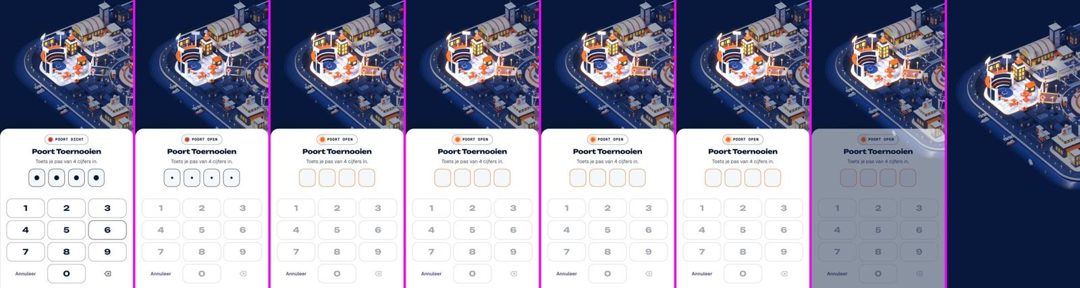 POORT DICHT
Poort Toernooien
Toets je pas van 4 cijfers in.
1 2 3
4 5 6
7 8 9
Annuleer 0
POORT OPEN
Poort Toernooien
Toets je pas van 4 cijfers in.
1 2 3
4 5 6
7 8 9
Annuleer 0
POORT OPEN
Poort Toernooien
Toets je pas van 4 cijfers in.
1 2 3
4 5 6
7 8 9
Annuleer 0
POORT OPEN
Poort Toernooien
Toets je pas van 4 cijfers in.
1 2 3
4 5 6
7 8 9
Annuleer 0
POORT OPEN
Poort Toernooien
Toets je pas van 4 cijfers in.
1 2 3
4 5 6
7 8 9
Annuleer 0
POORT OPEN
Poort Toernooien
Toets je pas van 4 cijfers in.
1 2 3
4 5 6
7 8 9
Annuleer 0
POORT OPEN
Poort Toernooien
Toets je pas van 4 cijfers in.
1 2 3
4 5 6
7 8 9
Annuleer 0